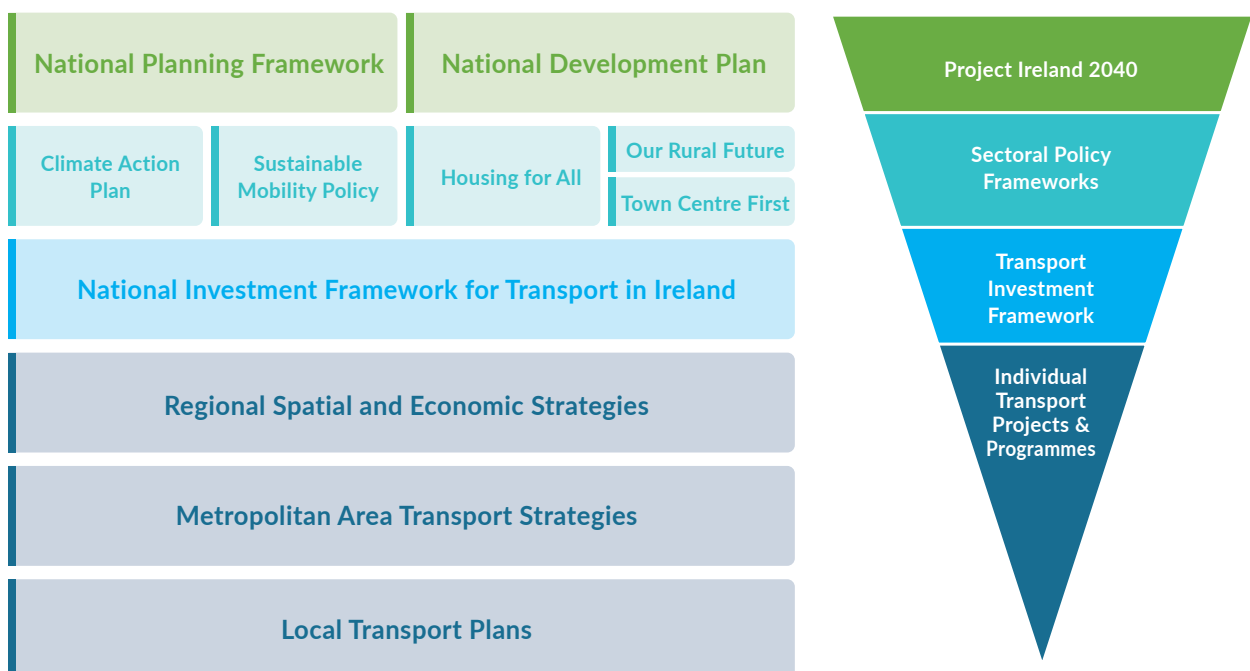 National Planning Framework
National Development Plan
Climate Action
Plan
Sustainable
Mobility Policy
Housing for All
Our Rural Future
Town Centre First
National Investment Framework for Transport in Ireland
Regional Spatial and Economic Strategies
Metropolitan Area Transport Strategies
Local Transport Plans
Project Ireland 2040
Sectoral Policy
Frameworks
Transport
Investment
Framework
Individual
Transport
Projects &
Programmes